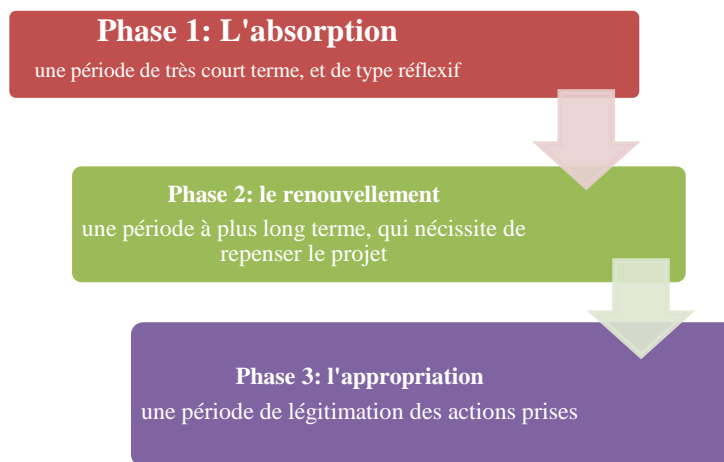 Phase 1: L'absorption
une période de très court terme, et de type réflexif
Phase 2: le renouvellement
une période à plus long terme, qui nécissite de
repenser le projet
Phase 3: l'appropriation
une période de légitimation des actions prises